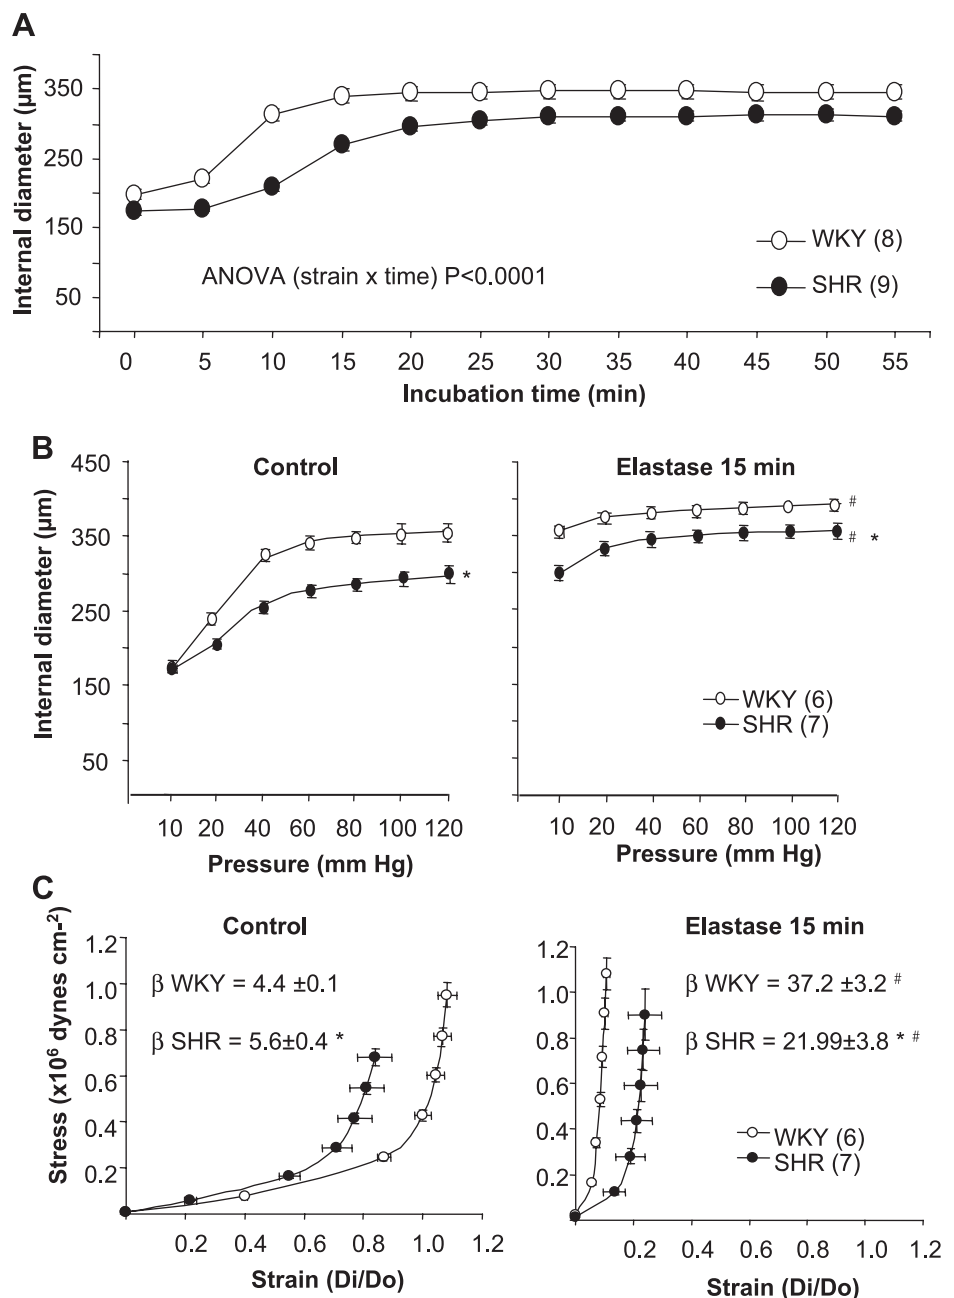 A
Internal diameter (µm)
350
250
150
50
WKY (8)
SHR (9)
ANOVA (strain x time) P<0.0001
0 5 10 15 20 25 30 35 40 45 50 55
Incubation time (min)
B
Control
Elastase 15 min
Internal diameter (µm)
450
350
250
150
50
*
#
# *
WKY (6)
SHR (7)
10 20 40 60 80 100 120
Pressure (mm Hg)
10 20 40 60 80 100 120
Pressure (mm Hg)
C
Control
Stress (x10⁶ dynes cm-²)
1.2
1.0
0.8
0.6
0.4
0.2
β WKY = 4.4 ±0.1
β SHR = 5.6±0.4 *
0.2 0.4 0.6 0.8 1.0 1.2
Strain (Di/Do)
Elastase 15 min
1.2
1.0
0.8
0.6
0.4
0.2
β WKY = 37.2 ±3.2 #
β SHR = 21.99±3.8 * #
WKY (6)
SHR (7)
0.2 0.4 0.6 0.8 1.0 1.2
Strain (Di/Do)